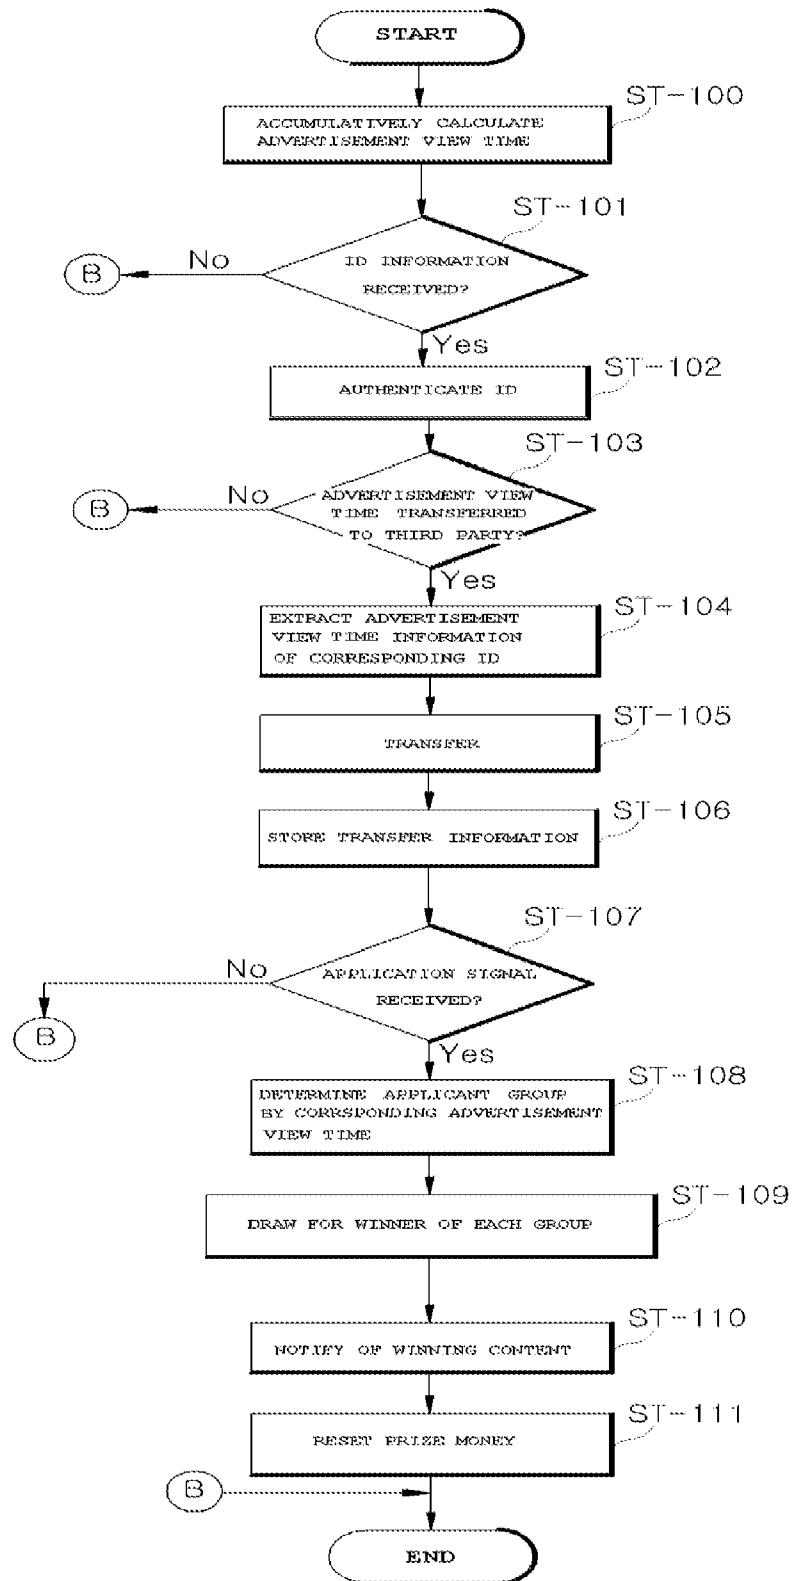 START
ST-100
ACCUMULATIVELY CALCULATE
ADVERTISEMENT VIEW TIME
ST-101
B
No
ID INFORMATION
RECEIVED?
Yes
ST-102
AUTHENTICATE ID
ST-103
B
No
ADVERTISEMENT VIEW
TIME TRANSFERRED
TO THIRD PARTY?
Yes
ST-104
EXTRACT ADVERTISEMENT
VIEW TIME INFORMATION
OF CORRESPONDING ID
ST-105
TRANSFER
ST-106
STORE TRANSFER INFORMATION
ST-107
No
APPLICATION SIGNAL
RECEIVED?
B
Yes
ST-108
DETERMINE APPLICANT GROUP
BY CORRSPONDING ADVERTISEMENT
VIEW TIME
ST-109
DRAW FOR WINNER OF EACH GROUP
ST-110
NOTIFY OF WINNING CONTENT
ST-111
RESET PRIZE MONEY
B
END